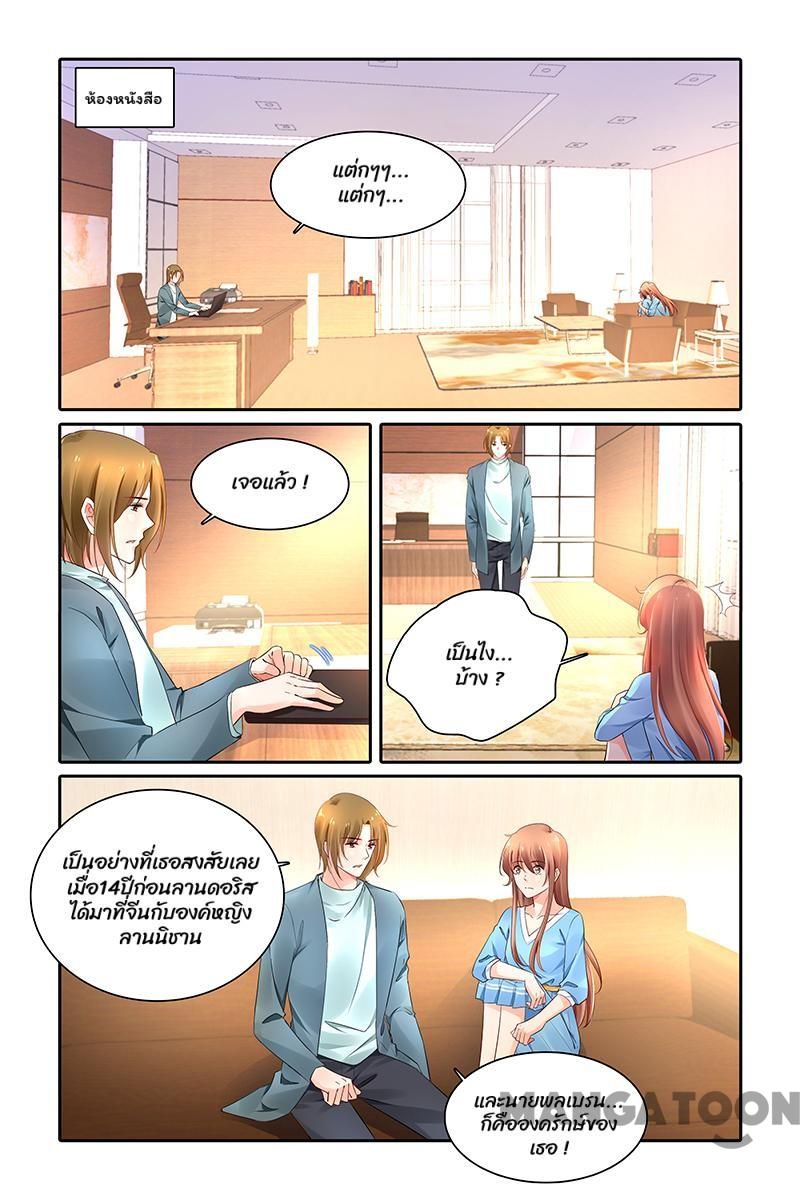 ห้องหนังสือ
แต่กๆๆ...
แต่กๆ...
เจอแล้ว !
เป็นไง...
บ้าง ?
เป็นอย่างที่เธอสงสัยเลย
เมื่อ14ปีก่อนลานดอริส
ได้มาที่จีนกับองค์หญิง
ลานนิชาน
และนายพลเบรน...
ก็คือองครักษ์ของ
เธอ !
MANGATOON